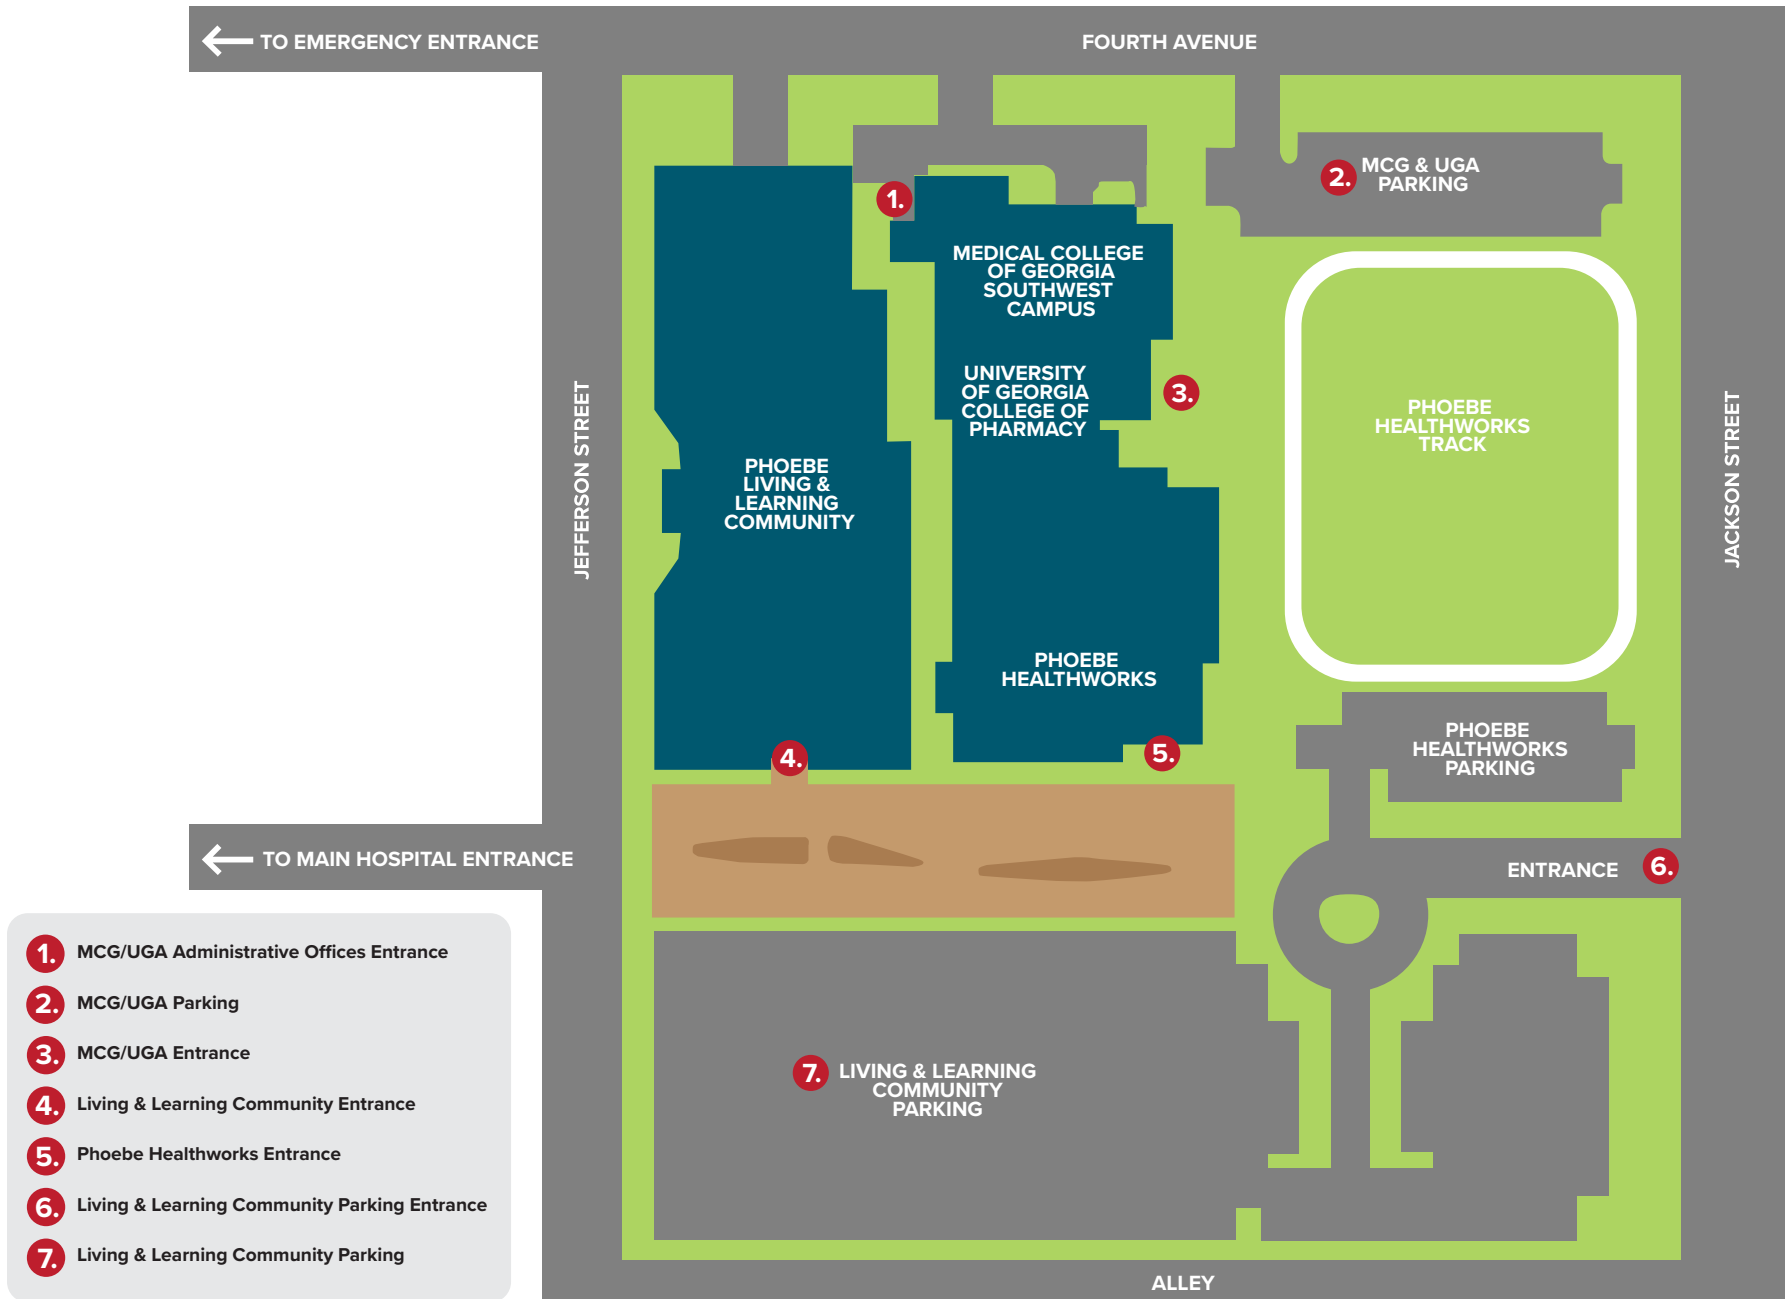 TO EMERGENCY ENTRANCE
FOURTH AVENUE
1.
2.
MCG & UGA
PARKING
MEDICAL COLLEGE
OF GEORGIA
SOUTHWEST
CAMPUS
UNIVERSITY
OF GEORGIA
COLLEGE OF
PHARMACY
3.
PHOEBE
HEALTHWORKS
TRACK
JEFFERSON STREET
JACKSON STREET
PHOEBE
LIVING &
LEARNING
COMMUNITY
PHOEBE
HEALTHWORKS
4.
5.
PHOEBE
HEALTHWORKS
PARKING
TO MAIN HOSPITAL ENTRANCE
ENTRANCE
6.
7.
LIVING & LEARNING
COMMUNITY
PARKING
1. MCG/UGA Administrative Offices Entrance
2. MCG/UGA Parking
3. MCG/UGA Entrance
4. Living & Learning Community Entrance
5. Phoebe Healthworks Entrance
6. Living & Learning Community Parking Entrance
7. Living & Learning Community Parking
ALLEY